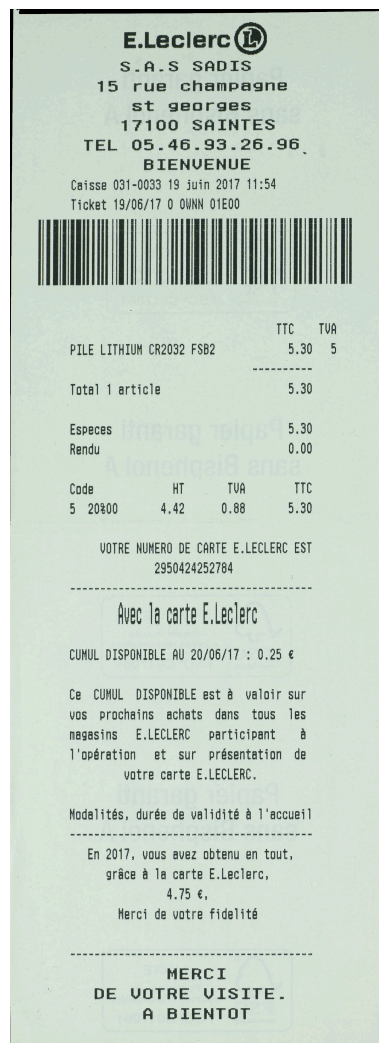 E.Leclerc L
S.A.S SADIS
15 rue champagne
st georges
17100 SAINTES
TEL 05.46.93.26.96
BIENVENUE
Caisse 031-0033 19 juin 2017 11:54
Ticket 19/06/17 0 0WNN 01E00
TTC TVA
PILE LITHIUM CR2032 FSB2 5.30 5
----------
Total 1 article 5.30
Especes 5.30
Rendu 0.00
Code HT TVA TTC
5 20%00 4.42 0.88 5.30
VOTRE NUMERO DE CARTE E.LECLERC EST
2950424252784
----------------------------------------
Avec la carte E.Leclerc
CUMUL DISPONIBLE AU 20/06/17 : 0.25 €
Ce CUMUL DISPONIBLE est à valoir sur
vos prochains achats dans tous les
magasins E.LECLERC participant à
l'opération et sur présentation de
votre carte E.LECLERC.
Modalités, durée de validité à l'accueil
----------------------------------------
En 2017, vous avez obtenu en tout,
grâce à la carte E.Leclerc,
4.75 €,
Merci de votre fidelité
----------------------------------------
MERCI
DE VOTRE VISITE.
A BIENTOT